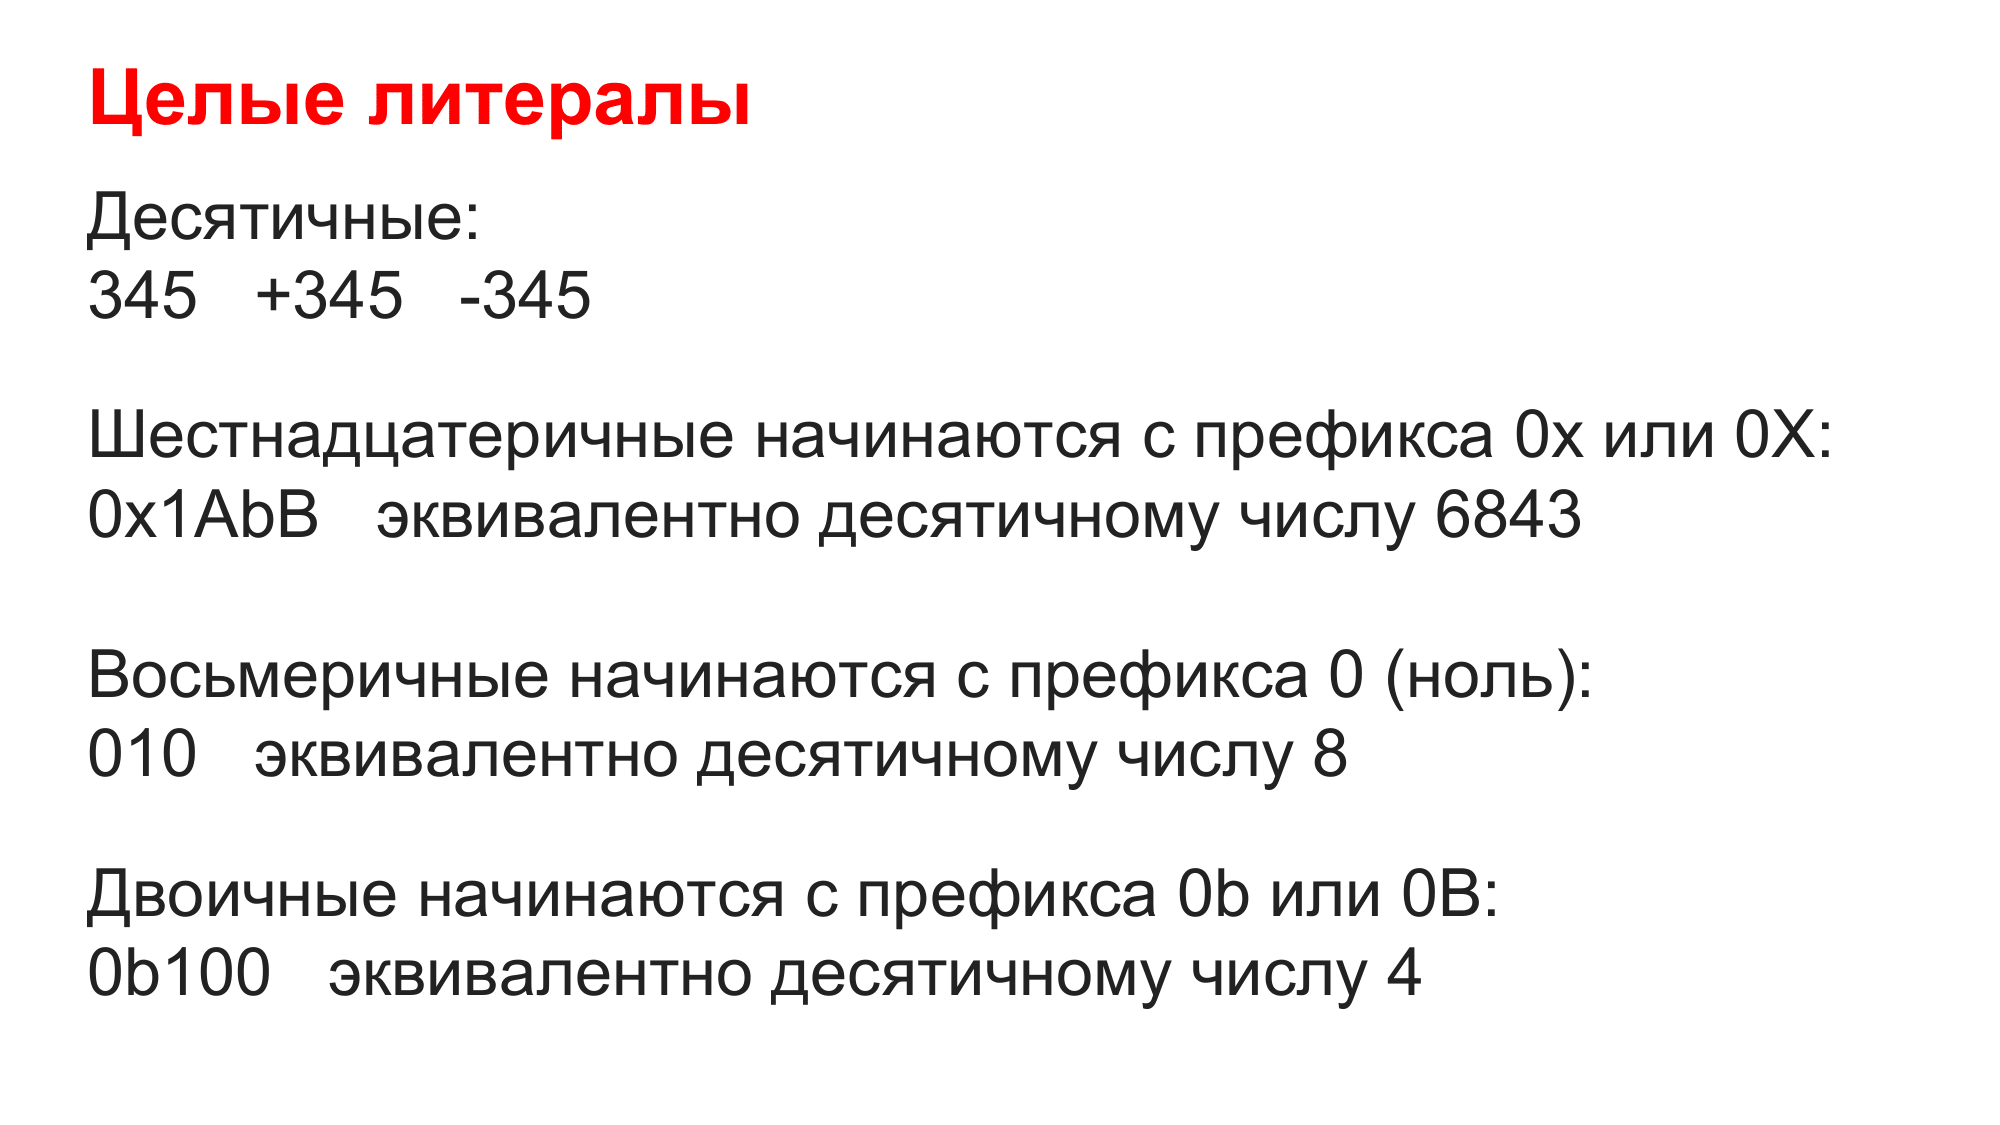 Целые литералы
Десятичные:
345 +345 -345
Шестнадцатеричные начинаются с префикса 0x или 0X:
0x1AbB эквивалентно десятичному числу 6843
Восьмеричные начинаются с префикса 0 (ноль):
010 эквивалентно десятичному числу 8
Двоичные начинаются с префикса 0b или 0B:
0b100 эквивалентно десятичному числу 4